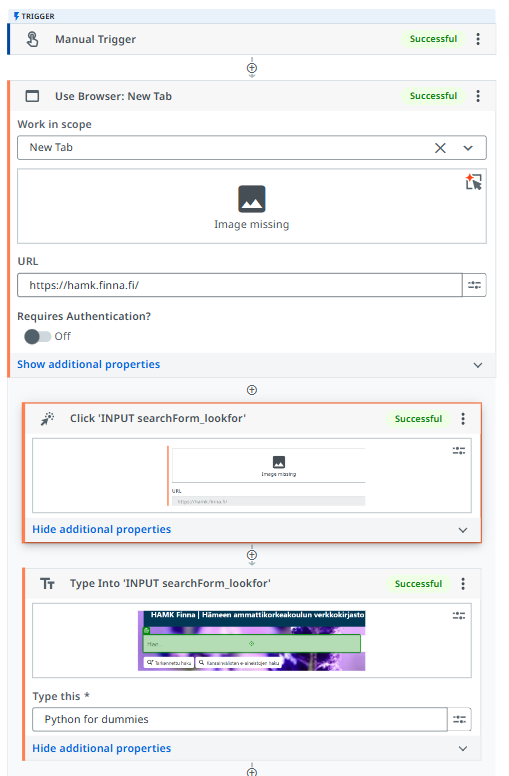 TRIGGER
Manual Trigger
Successful
Use Browser: New Tab
Successful
Work in scope
New Tab
Image missing
URL
https://hamk.finna.fi/
Requires Authentication?
Off
Show additional properties
Click 'INPUT searchForm_lookfor'
Successful
Image missing
URL
https://hamk.finna.fi/
Hide additional properties
Type Into 'INPUT searchForm_lookfor'
Successful
HAMK Finna | Hämeen ammattikorkeakoulun verkkokirjasto
Hae
Tarkennettu haku
Kansainvälisten e-aineistojen haku
Type this *
Python for dummies
Hide additional properties